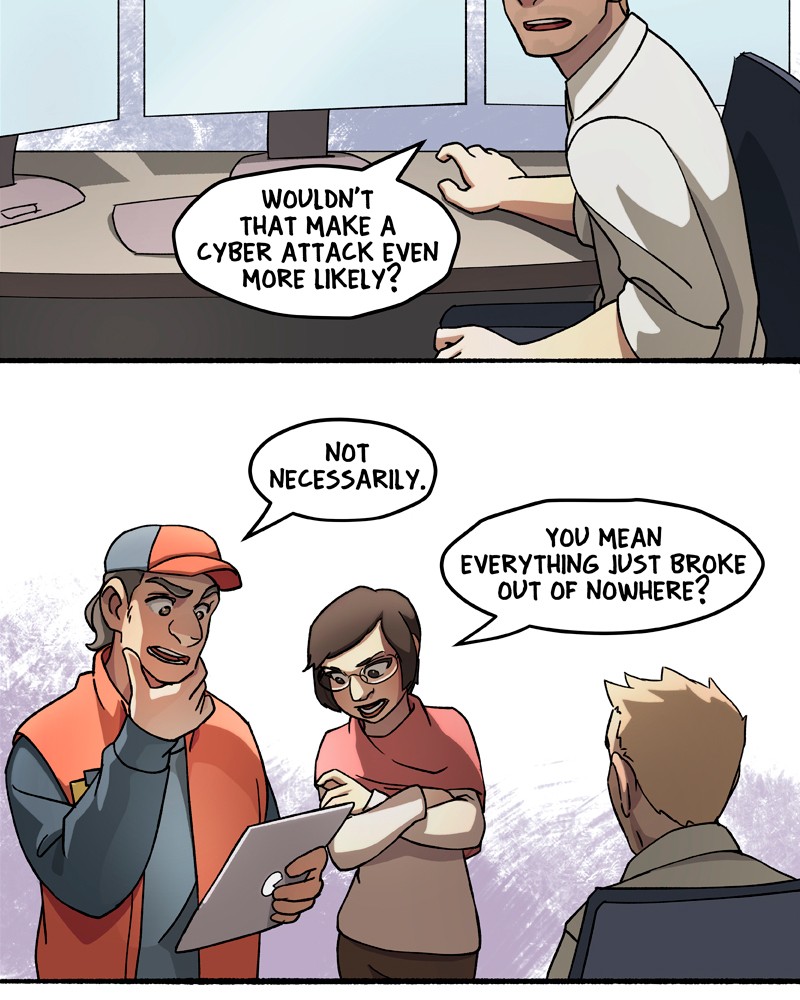 WOULDN'T
THAT MAKE A
CYBER ATTACK EVEN
MORE LIKELY?
NOT
NECESSARILY.
YOU MEAN
EVERYTHING JUST BROKE
OUT OF NOWHERE?